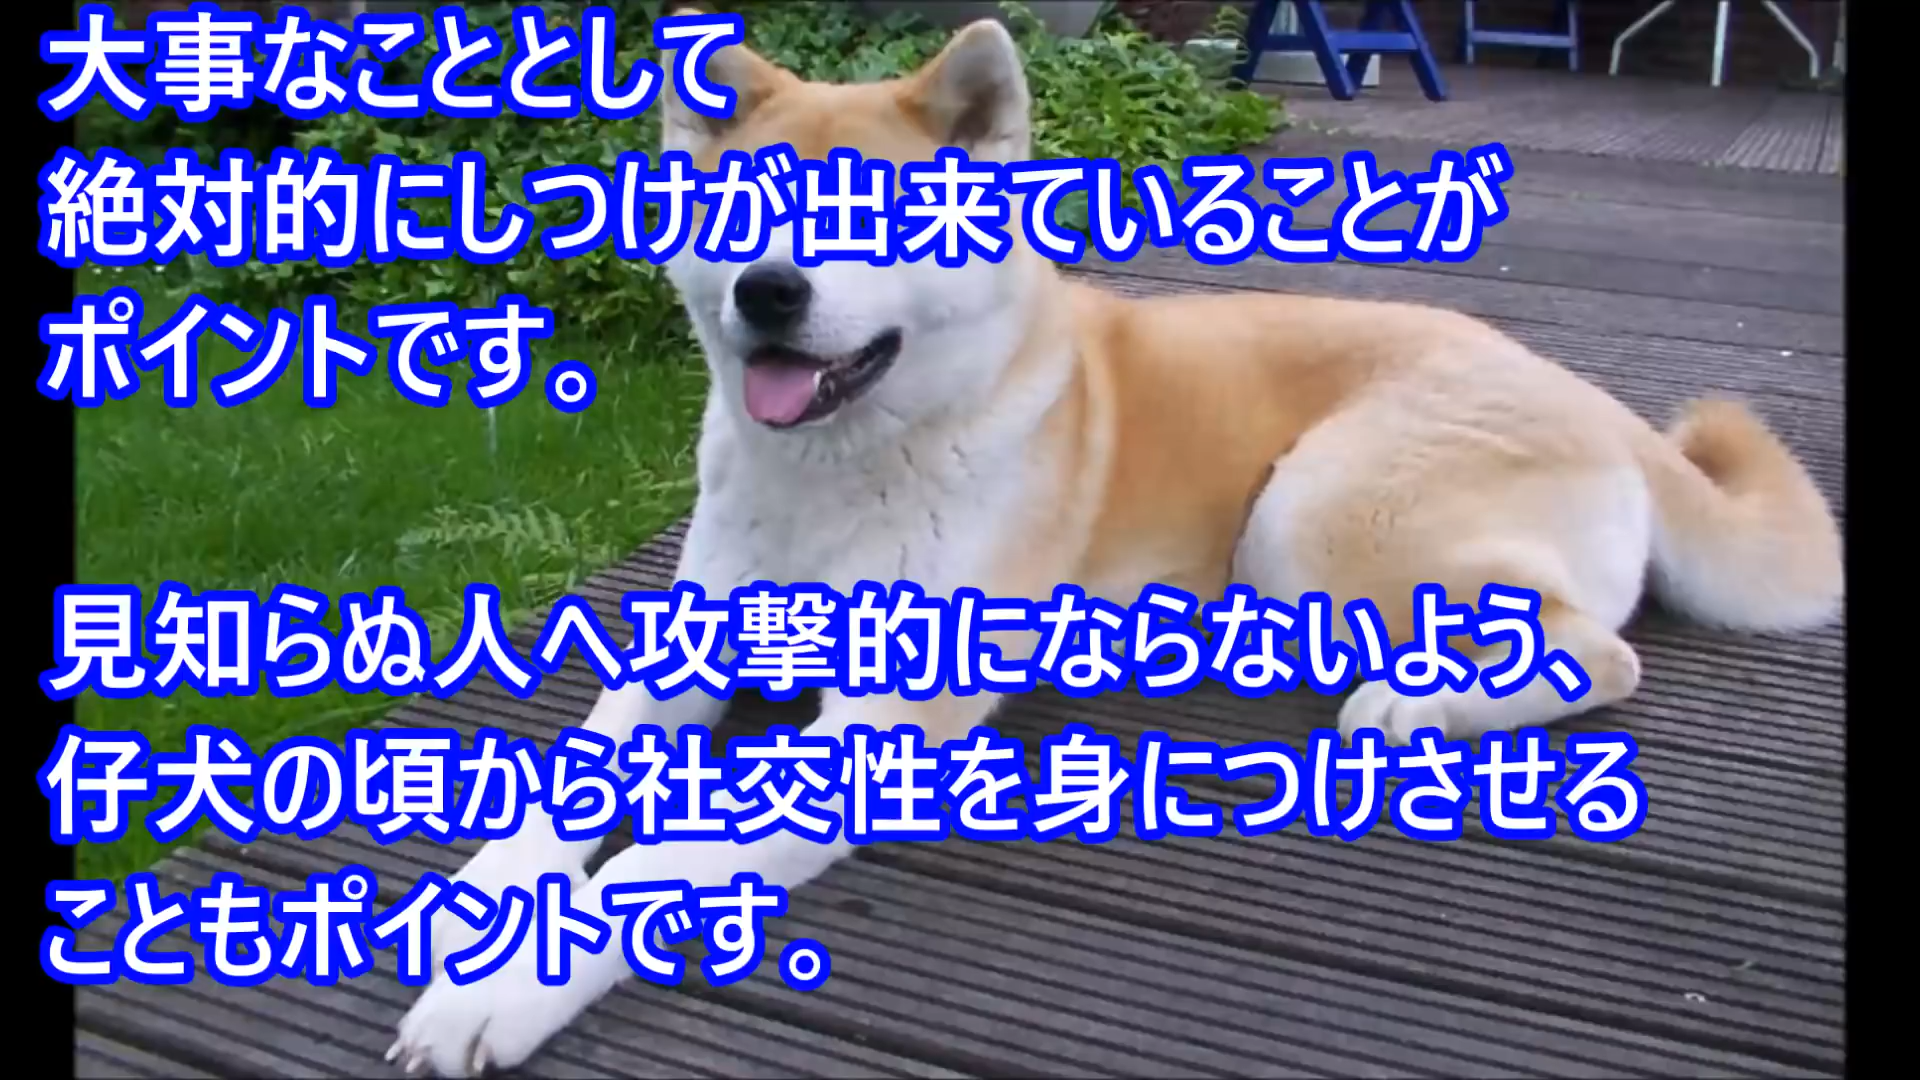 大事なこととして
絶対的にしつけが出来ていることが
ポイントです。
見知らぬ人へ攻撃的にならないよう、
仔犬の頃から社交性を身につけさせる
こともポイントです。